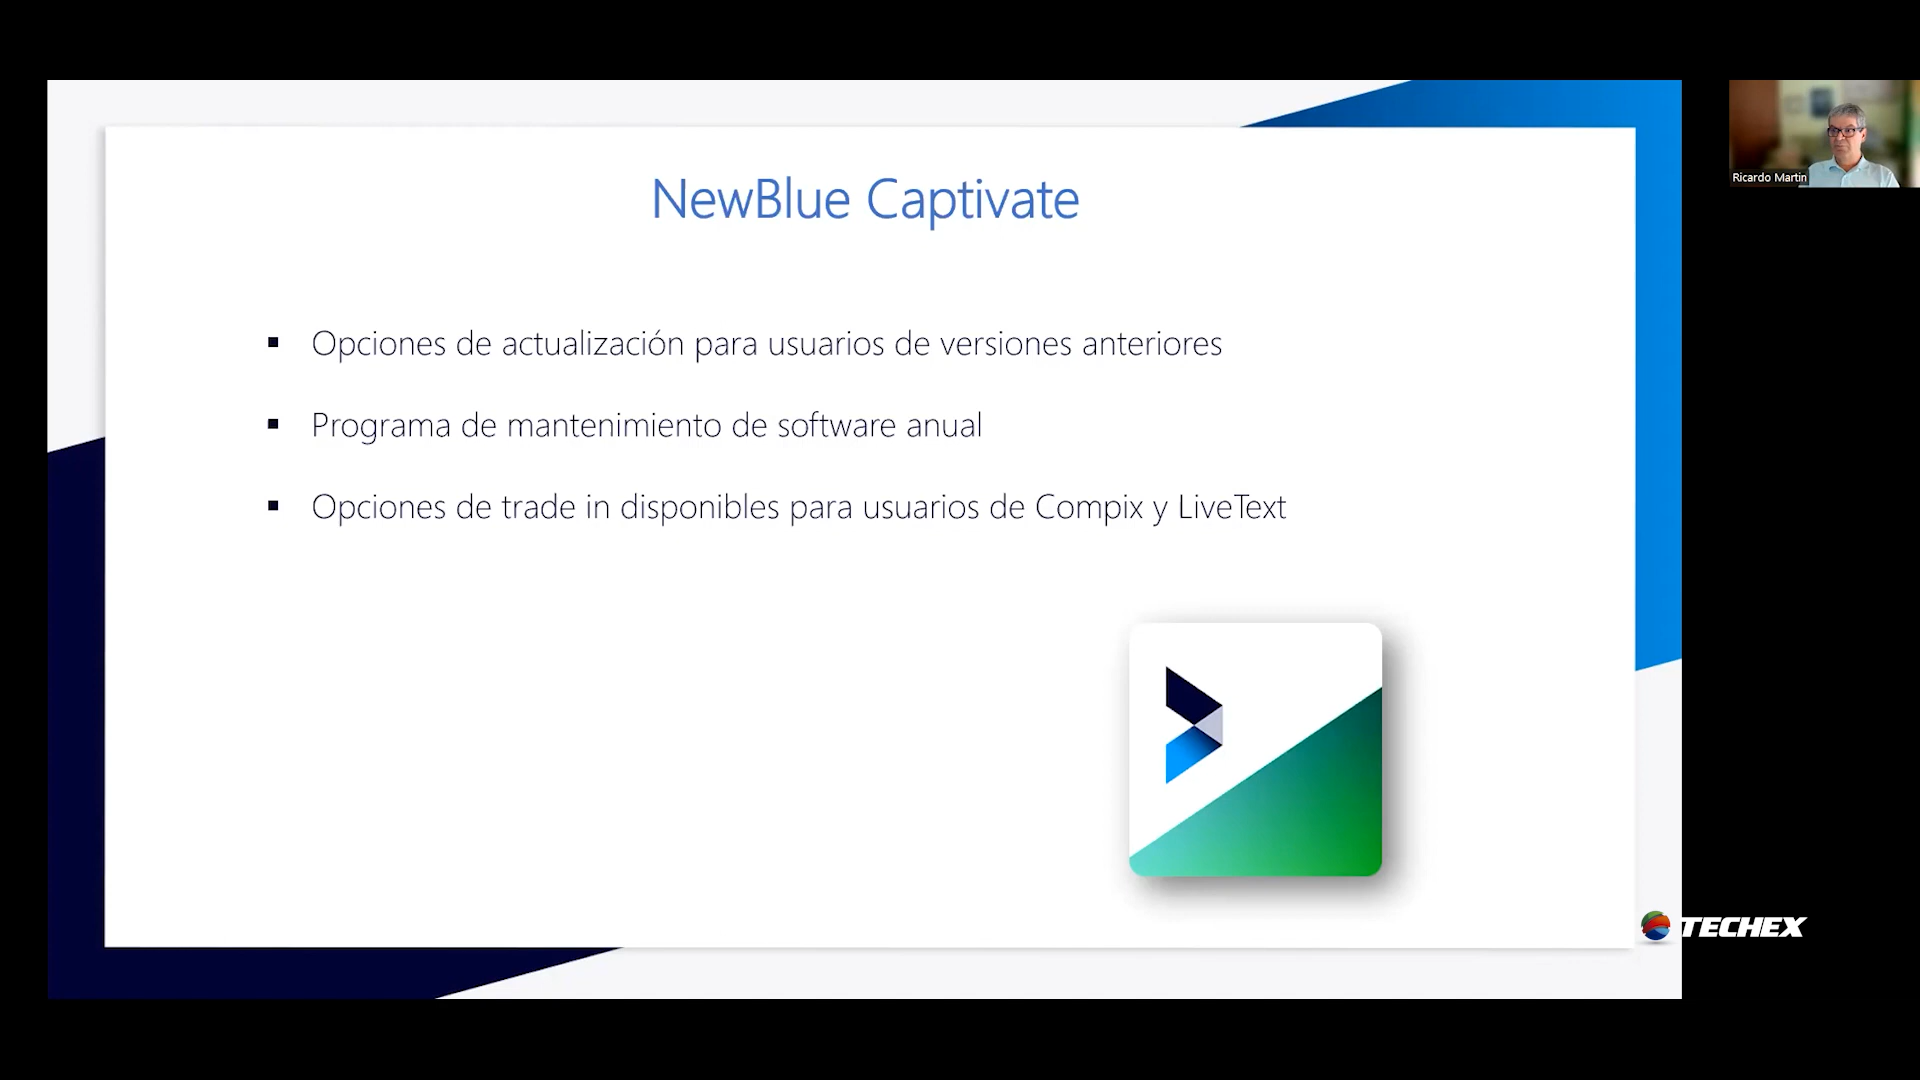 NewBlue Captivate
Ricardo Martin
Opciones de actualización para usuarios de versiones anteriores
Programa de mantenimiento de software anual
Opciones de trade in disponibles para usuarios de Compix y LiveText
TECHEX